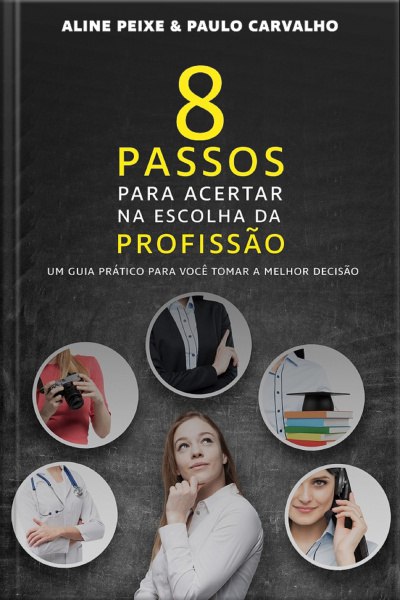 ALINE PEIXE & PAULO CARVALHO
8
PASSOS
PARA ACERTAR
NA ESCOLHA DA
PROFISSÃO
UM GUIA PRÁTICO PARA VOCÊ TOMAR A MELHOR DECISÃO